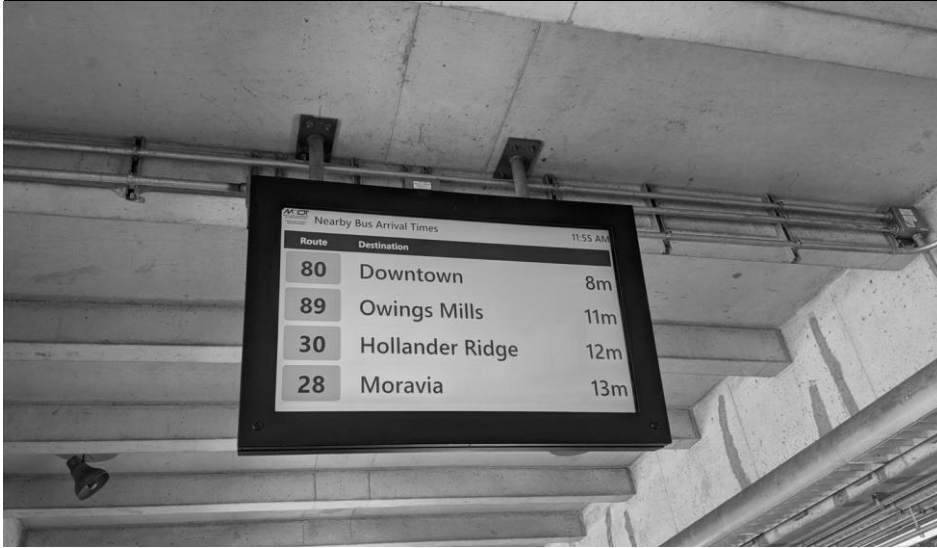 Nearby Bus Arrival Times 11:55 AM
Route Destination
80 Downtown 8m
89 Owings Mills 11m
30 Hollander Ridge 12m
28 Moravia 13m